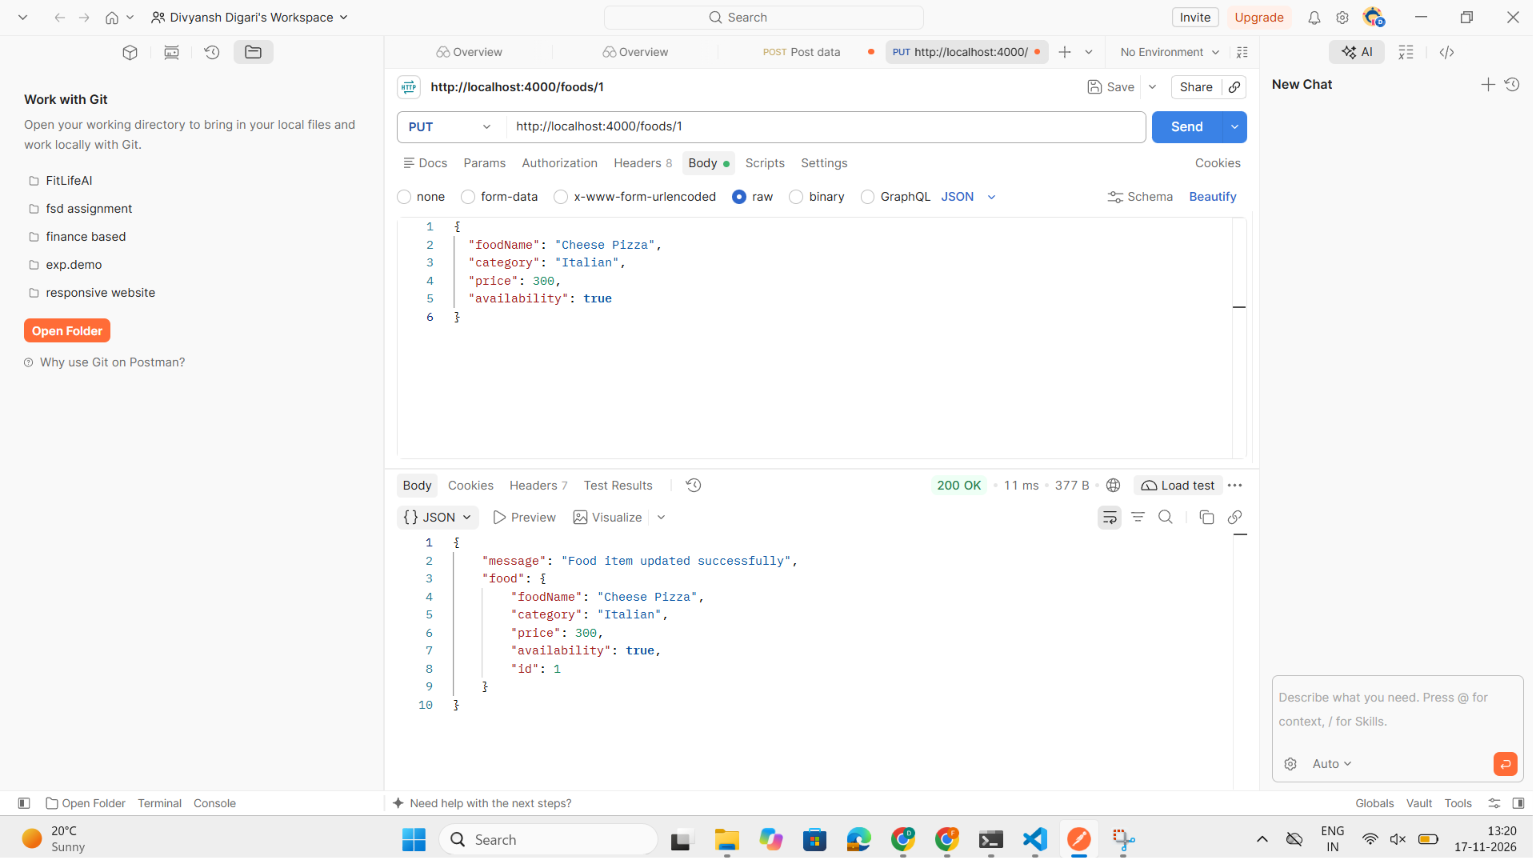 Divyansh Digari's Workspace
Search
Invite
Upgrade
Overview
Overview
POST Post data
PUT http://localhost:4000/
No Environment
AI
Work with Git
Open your working directory to bring in your local files and
work locally with Git.
FitLifeAI
fsd assignment
finance based
exp.demo
responsive website
Open Folder
Why use Git on Postman?
HTTP
http://localhost:4000/foods/1
Save
Share
PUT
http://localhost:4000/foods/1
Send
Docs
Params
Authorization
Headers 8
Body
Scripts
Settings
Cookies
none
form-data
x-www-form-urlencoded
raw
binary
GraphQL
JSON
Schema
Beautify
1 {
2 "foodName": "Cheese Pizza",
3 "category": "Italian",
4 "price": 300,
5 "availability": true
6 }
Body
Cookies
Headers 7
Test Results
200 OK
11 ms
377 B
Load test
{} JSON
Preview
Visualize
1 {
2 "message": "Food item updated successfully",
3 "food": {
4 "foodName": "Cheese Pizza",
5 "category": "Italian",
6 "price": 300,
7 "availability": true,
8 "id": 1
9 }
10 }
New Chat
Describe what you need. Press @ for
context, / for Skills.
Auto
Open Folder
Terminal
Console
Need help with the next steps?
Globals
Vault
Tools
20°C
Sunny
Search
ENG
IN
13:20
17-11-2026